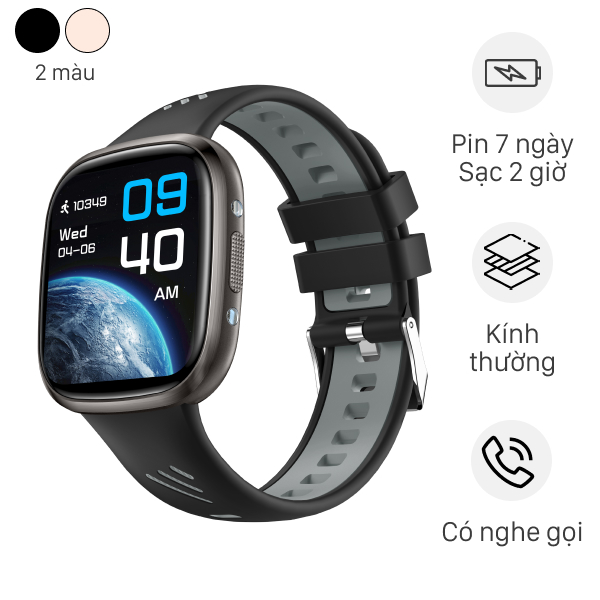 2 màu
Pin 7 ngày
Sạc 2 giờ
10349
09
Wed
04-06
40
AM
Kính
thường
Có nghe gọi